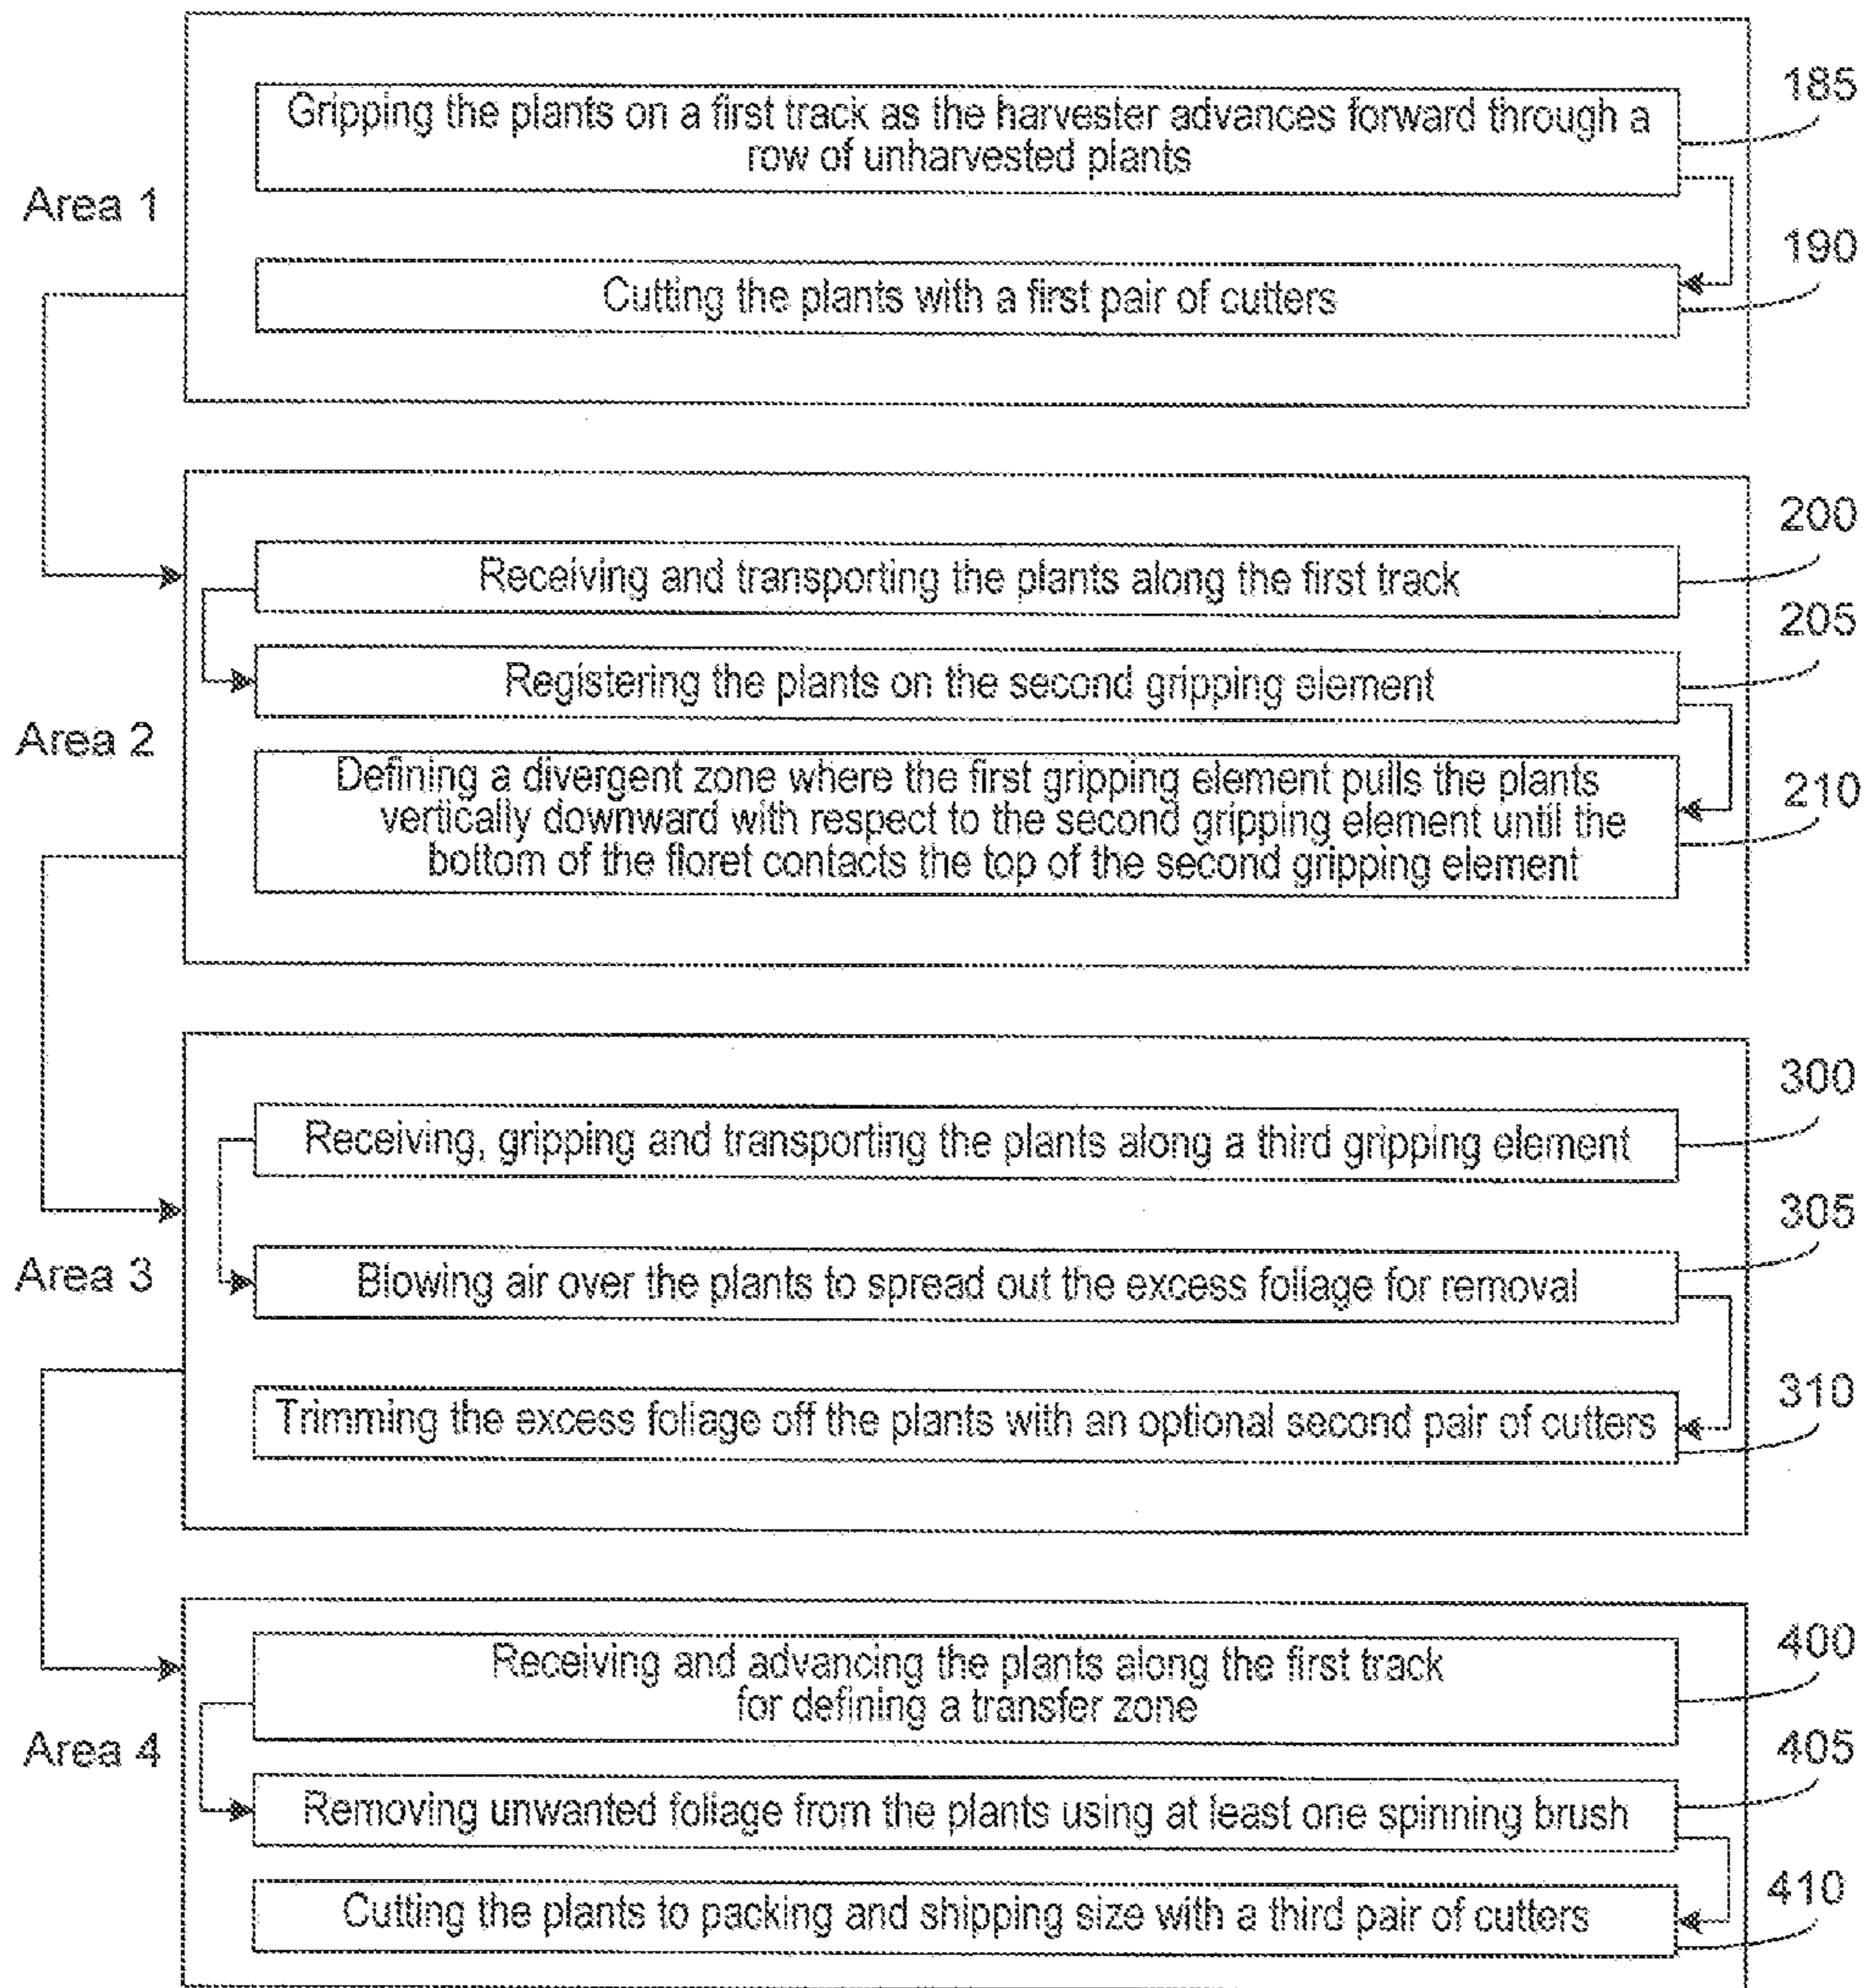 Area 1
Gripping the plants on a first track as the harvester advances forward through a
row of unharvested plants
185
Cutting the plants with a first pair of cutters
190
Area 2
Receiving and transporting the plants along the first track
200
Registering the plants on the second gripping element
205
Defining a divergent zone where the first gripping element pulls the plants
vertically downward with respect to the second gripping element until the
bottom of the floret contacts the top of the second gripping element
210
Area 3
Receiving, gripping and transporting the plants along a third gripping element
300
Blowing air over the plants to spread out the excess foliage for removal
305
Trimming the excess foliage off the plants with an optional second pair of cutters
310
Area 4
Receiving and advancing the plants along the first track
for defining a transfer zone
400
Removing unwanted foliage from the plants using at least one spinning brush
405
Cutting the plants to packing and shipping size with a third pair of cutters
410